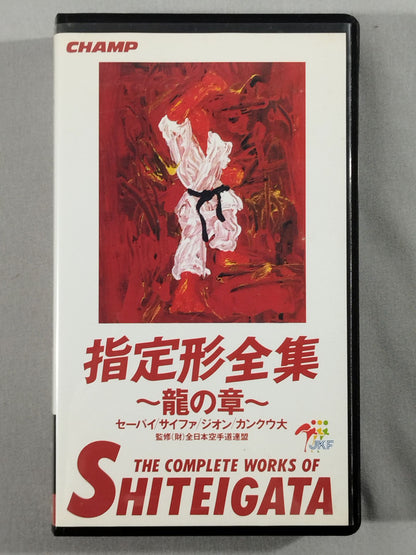 CHAMP
指定形全集
～龍の章～
セーパイ/サイファ/ジオン/カンクウ大
監修(財)全日本空手道連盟
JKF
THE COMPLETE WORKS OF
SHITEIGATA